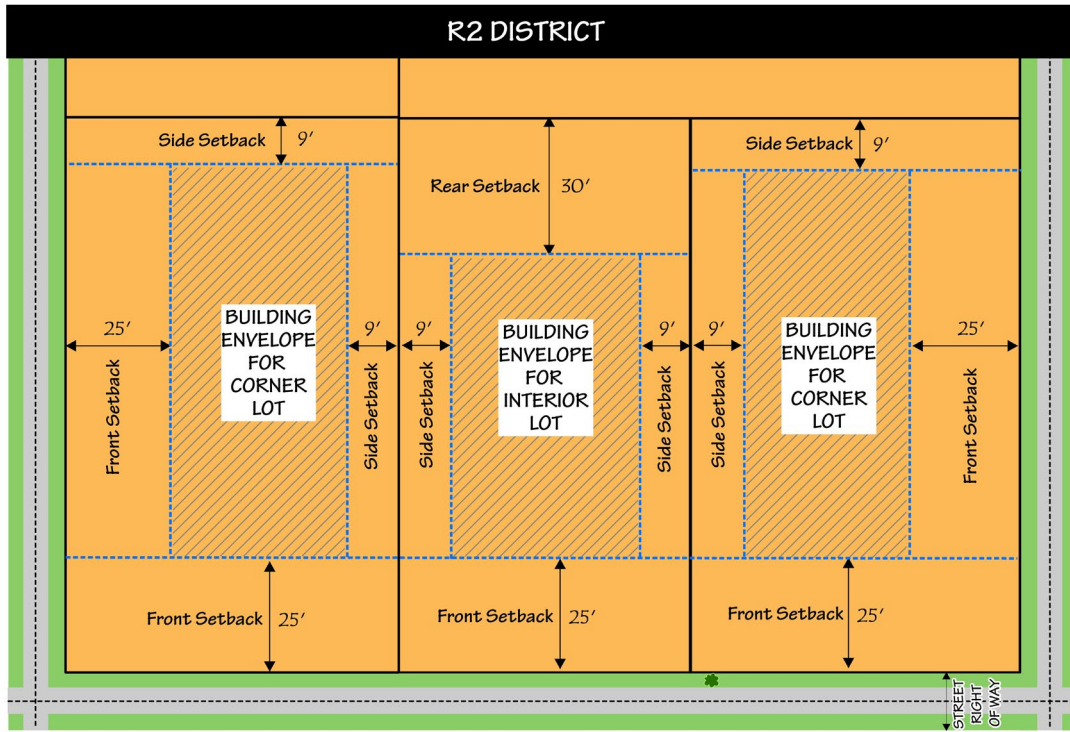 R2 DISTRICT
Side Setback 9'
Side Setback 9'
Rear Setback 30'
25'
Front Setback
BUILDING
ENVELOPE
FOR
CORNER
LOT
9'
Side Setback
9'
Side Setback
BUILDING
ENVELOPE
FOR
INTERIOR
LOT
9'
Side Setback
9'
Side Setback
BUILDING
ENVELOPE
FOR
CORNER
LOT
25'
Front Setback
Front Setback 25'
Front Setback 25'
Front Setback 25'
STREET
RIGHT
OF WAY